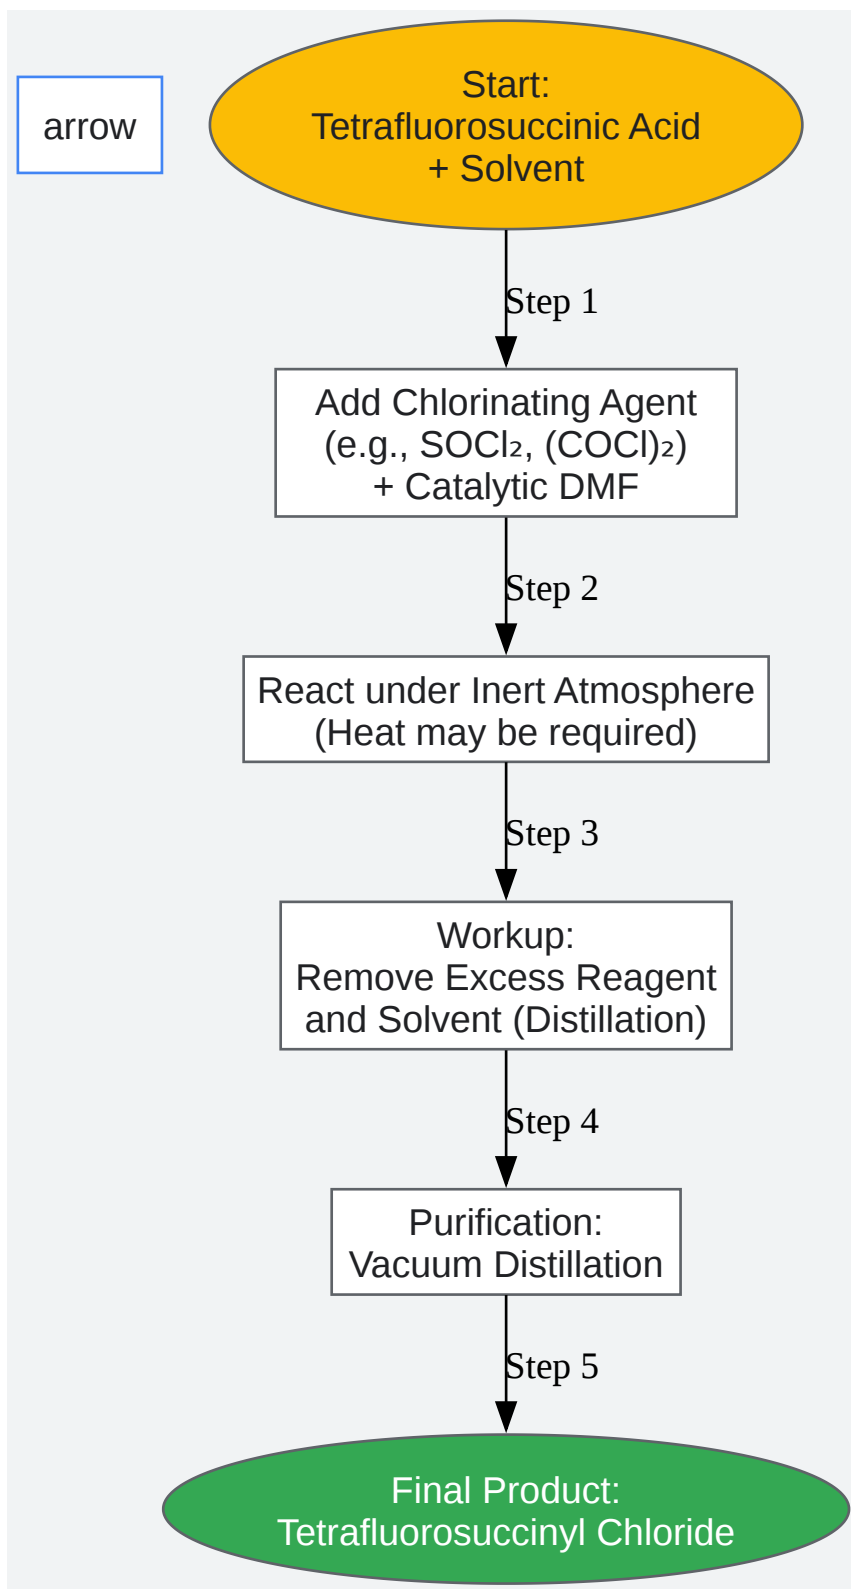 arrow
Start:
Tetrafluorosuccinic Acid
+ Solvent
Step 1
Add Chlorinating Agent
(e.g., SOCl₂, (COCl)₂)
+ Catalytic DMF
Step 2
React under Inert Atmosphere
(Heat may be required)
Step 3
Workup:
Remove Excess Reagent
and Solvent (Distillation)
Step 4
Purification:
Vacuum Distillation
Step 5
Final Product:
Tetrafluorosuccinyl Chloride